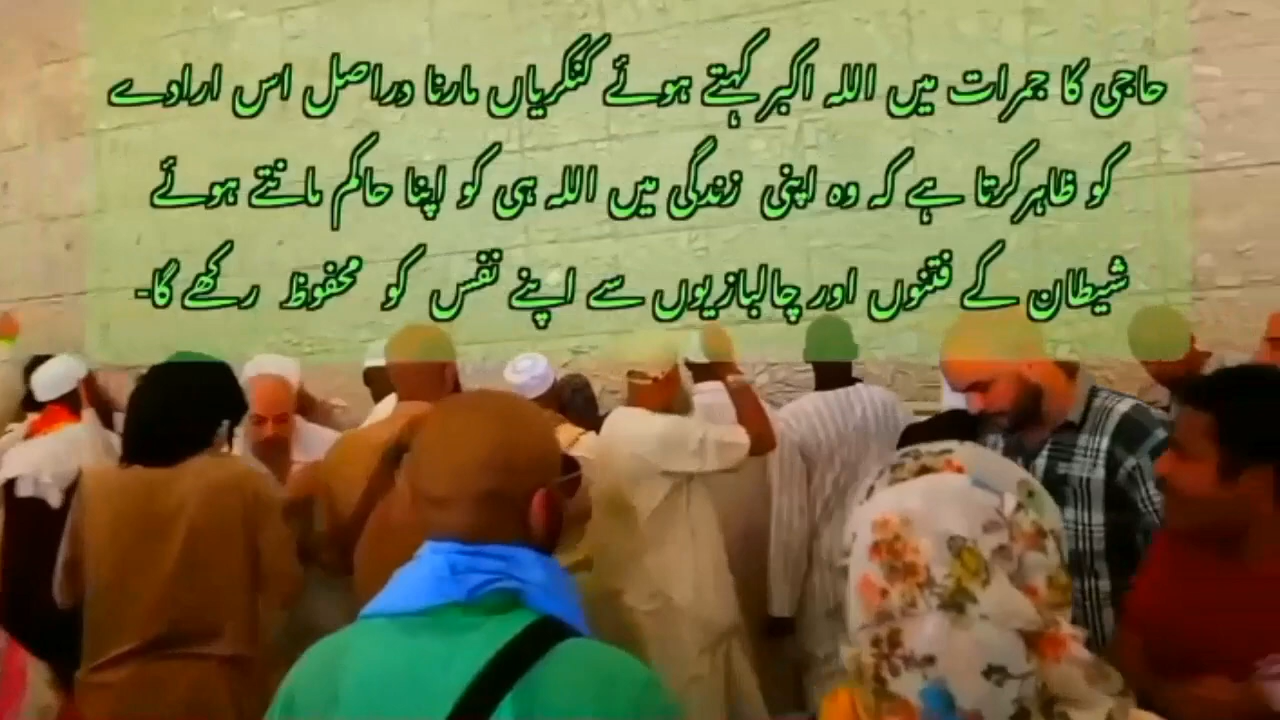 حاجی کا جمرات میں اللہ اکبر کہتے ہوئے کنکریاں مارنا دراصل اس ارادے
کو ظاہر کرتا ہے کہ وہ اپنی زندگی میں اللہ ہی کو اپنا حاکم مانتے ہوئے
شیطان کے فتنوں اور چالبازیوں سے اپنے نفس کو محفوظ رکھے گا۔